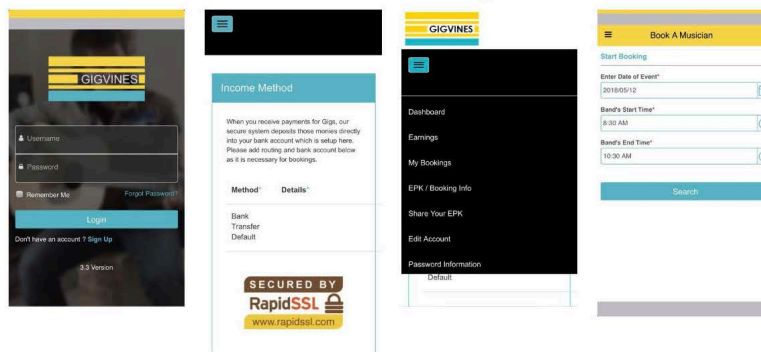 GIGVINES
Username
Password
Remember Me
Forgot Password?
Login
Don't have an account ? Sign Up
3.3 Version
Income Method
When you receive payments for Gigs, our
secure system deposits those monies directly
into your bank account which is setup here.
Please add routing and bank account below
as it is necessary for bookings.
Method* Details*
Bank
Transfer
Default
SECURED BY
RapidSSL
www.rapidssl.com
GIGVINES
Dashboard
Earnings
My Bookings
EPK / Booking Info
Share Your EPK
Edit Account
Password Information
Default
Book A Musician
Start Booking
Enter Date of Event*
2018/05/12
Band's Start Time*
8:30 AM
Band's End Time*
10:30 AM
Search